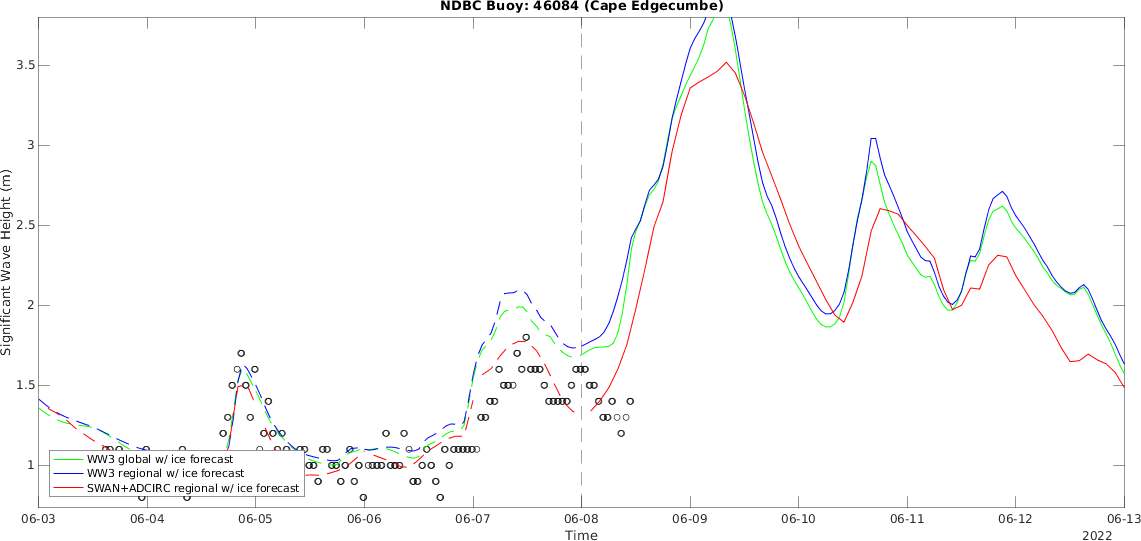 NDBC Buoy: 46084 (Cape Edgecumbe)
Significant Wave Height (m)
3.5
3
2.5
2
1.5
1
WW3 global w/ ice forecast
WW3 regional w/ ice forecast
SWAN+ADCIRC regional w/ ice forecast
06-03 06-04 06-05 06-06 06-07 06-08 06-09 06-10 06-11 06-12 06-13
Time
2022